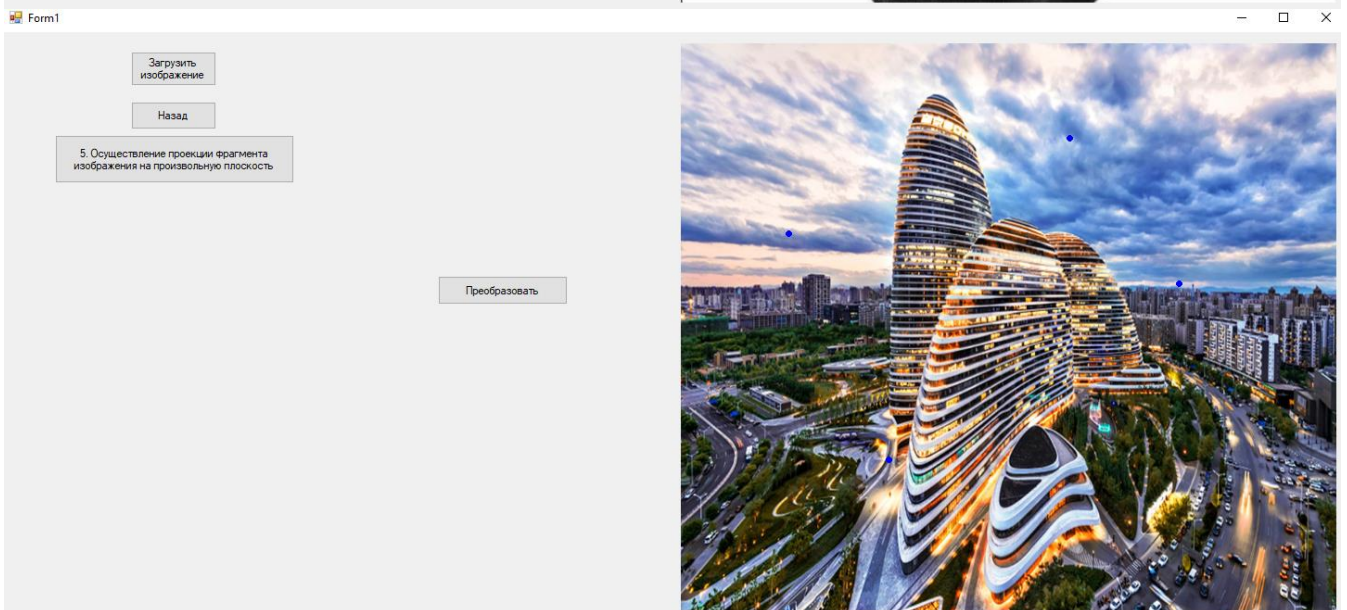 Form1
Загрузить
изображение
Назад
5. Осуществление проекции фрагмента
изображения на произвольную плоскость
Преобразовать